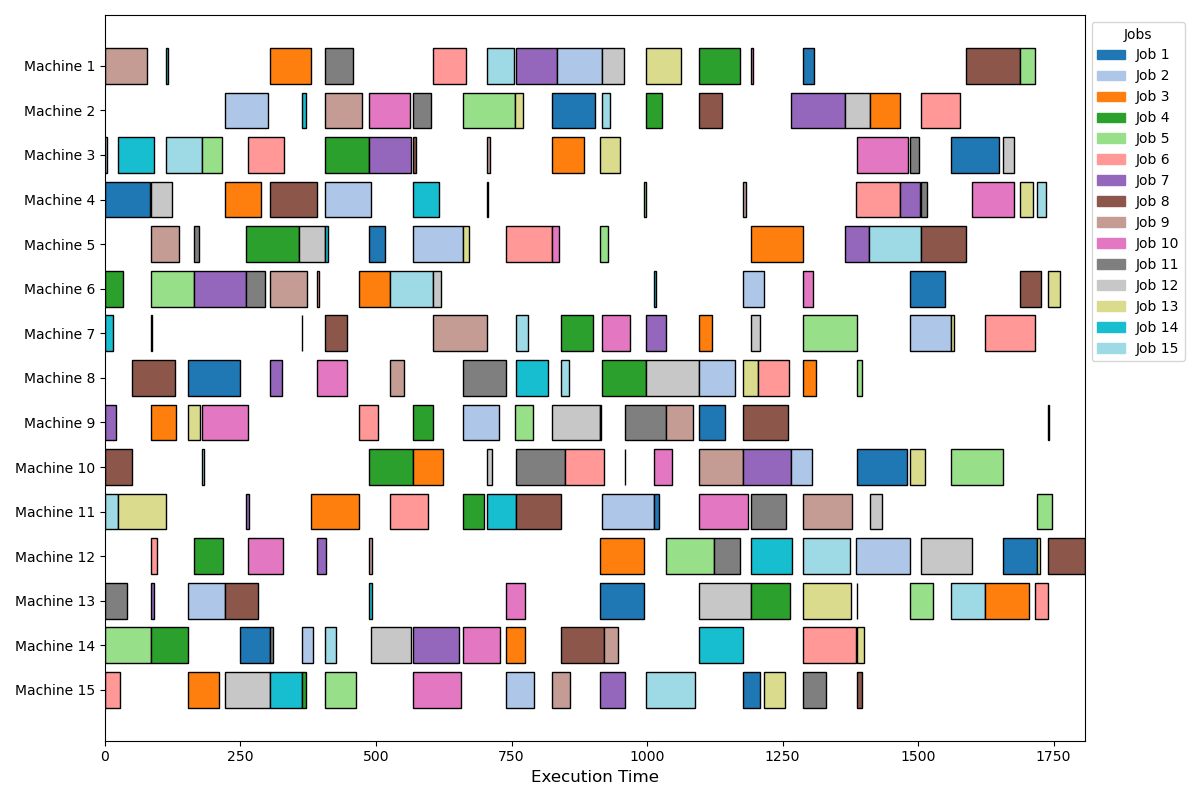 Machine 1
Machine 2
Machine 3
Machine 4
Machine 5
Machine 6
Machine 7
Machine 8
Machine 9
Machine 10
Machine 11
Machine 12
Machine 13
Machine 14
Machine 15
0 250 500 750 1000 1250 1500 1750
Execution Time
Jobs
Job 1
Job 2
Job 3
Job 4
Job 5
Job 6
Job 7
Job 8
Job 9
Job 10
Job 11
Job 12
Job 13
Job 14
Job 15